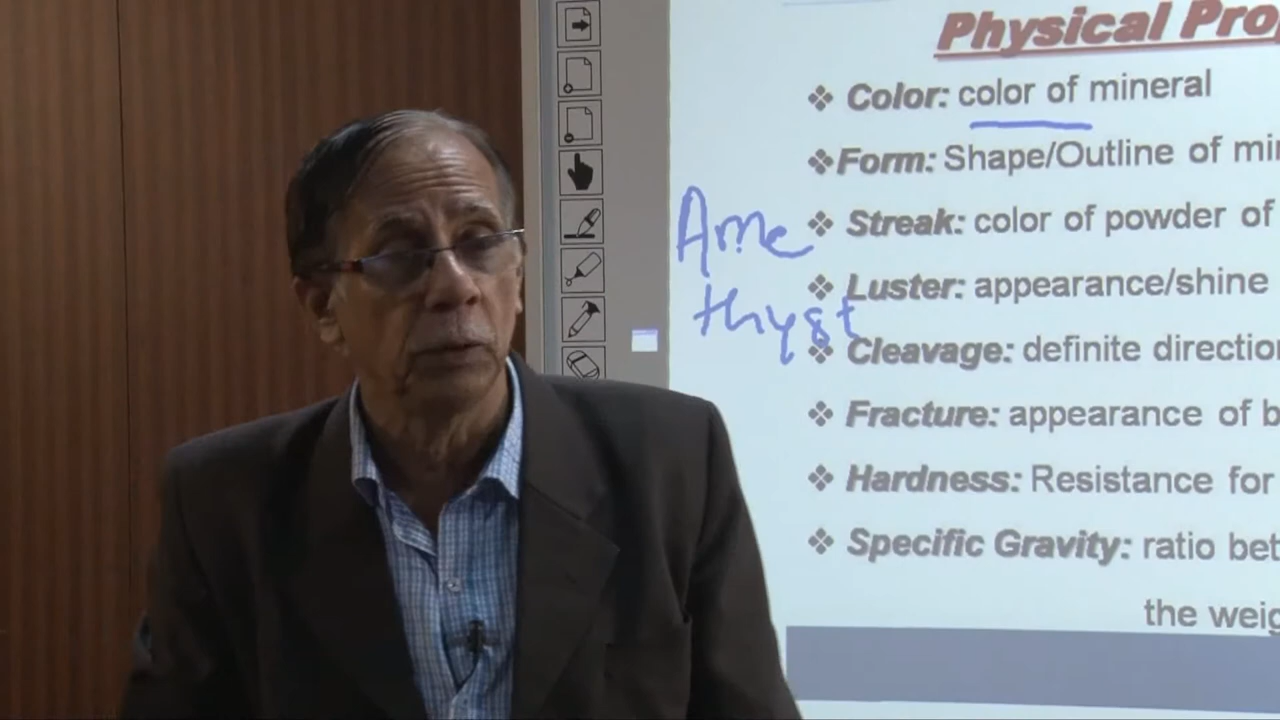 Physical Pro
❖ Color: color of mineral
❖ Form: Shape/Outline of mi
❖ Streak: color of powder of
❖ Luster: appearance/shine
❖ Cleavage: definite direction
❖ Fracture: appearance of b
❖ Hardness: Resistance for
❖ Specific Gravity: ratio bet
the weig
Ame
thyst